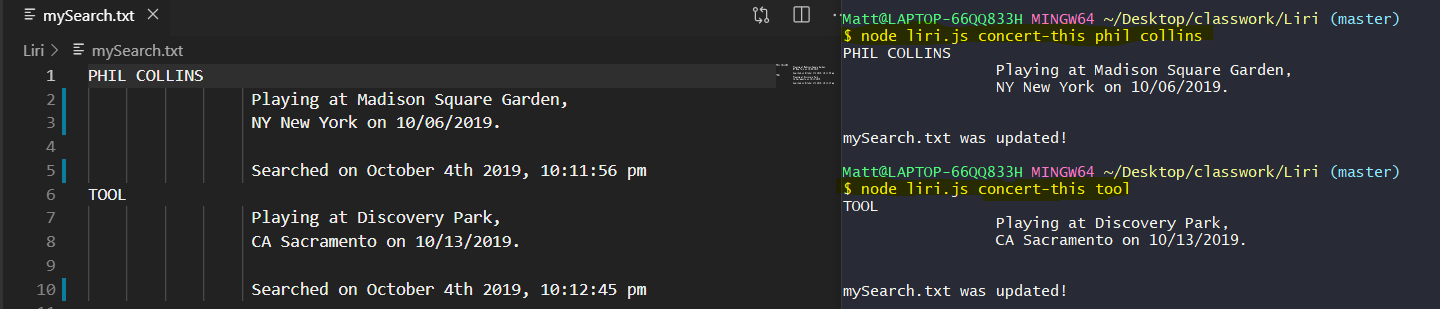 mySearch.txt
Liri > mySearch.txt
1 PHIL COLLINS
2 Playing at Madison Square Garden,
3 NY New York on 10/06/2019.
4
5 Searched on October 4th 2019, 10:11:56 pm
6 TOOL
7 Playing at Discovery Park,
8 CA Sacramento on 10/13/2019.
9
10 Searched on October 4th 2019, 10:12:45 pm
Matt@LAPTOP-66QQ833H MINGW64 ~/Desktop/classwork/Liri (master)
$ node liri.js concert-this phil collins
PHIL COLLINS
Playing at Madison Square Garden,
NY New York on 10/06/2019.
mySearch.txt was updated!
Matt@LAPTOP-66QQ833H MINGW64 ~/Desktop/classwork/Liri (master)
$ node liri.js concert-this tool
TOOL
Playing at Discovery Park,
CA Sacramento on 10/13/2019.
mySearch.txt was updated!